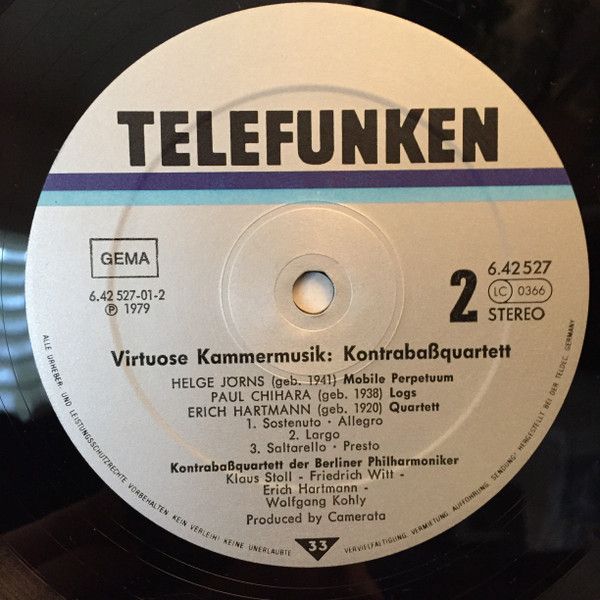 TELEFUNKEN
GEMA
6.42 527-01-2
Ⓟ 1979
2
6.42 527
LC 0366
STEREO
Virtuose Kammermusik: Kontrabaßquartett
HELGE JÖRNS (geb. 1941) Mobile Perpetuum
PAUL CHIHARA (geb. 1938) Logs
ERICH HARTMANN (geb. 1920) Quartett
1. Sostenuto · Allegro
2. Largo
3. Saltarello · Presto
Kontrabaßquartett der Berliner Philharmoniker
Klaus Stoll - Friedrich Witt -
Erich Hartmann -
Wolfgang Kohly
Produced by Camerata
33
ALLE URHEBER- UND LEISTUNGSSCHUTZRECHTE VORBEHALTEN KEIN VERLEIH! KEINE UNERLAUBTE VERVIELFÄLTIGUNG, VERMIETUNG, AUFFÜHRUNG, SENDUNG! HERGESTELLT BEI DER TELDEC, GERMANY